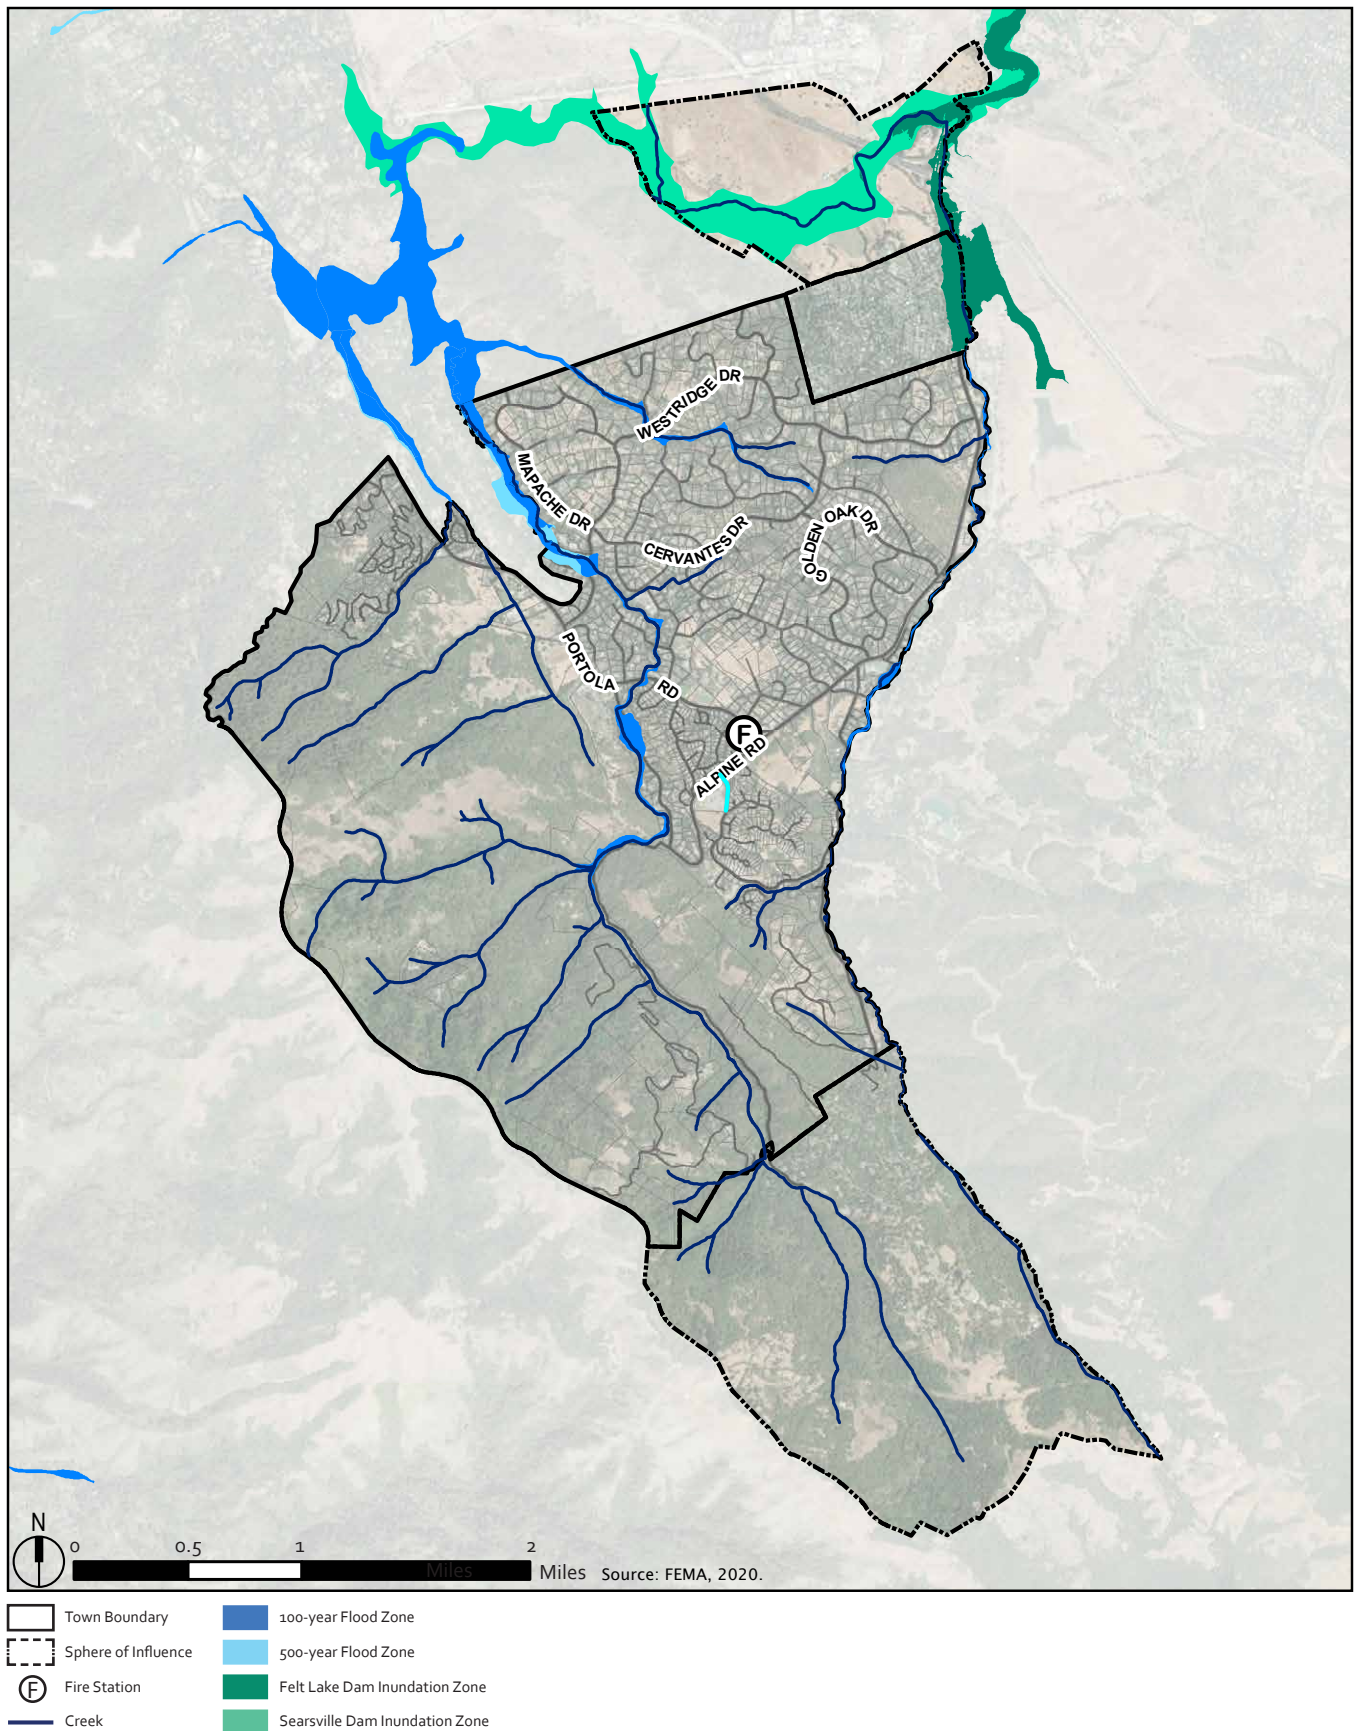 WESTRIDGE DR
MAPACHE DR
GOLDEN OAK DR
CERVANTES DR
PORTOLA RD
F
ALPINE RD
N
0 0.5 1 2
Miles Miles Source: FEMA, 2020.
Town Boundary 100-year Flood Zone
Sphere of Influence 500-year Flood Zone
F Fire Station Felt Lake Dam Inundation Zone
Creek Searsville Dam Inundation Zone